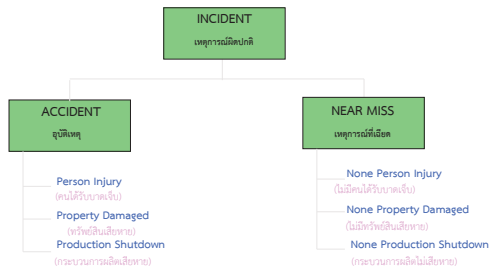 INCIDENT
เหตุการณ์ผิดปกติ
ACCIDENT
อุบัติเหตุ
Person Injury
(คนได้รับบาดเจ็บ)
Property Damaged
(ทรัพย์สินเสียหาย)
Production Shutdown
(กระบวนการผลิตเสียหาย)
NEAR MISS
เหตุการณ์ที่เฉียด
None Person Injury
(ไม่มีคนได้รับบาดเจ็บ)
None Property Damaged
(ไม่มีทรัพย์สินเสียหาย)
None Production Shutdown
(กระบวนการผลิตไม่เสียหาย)